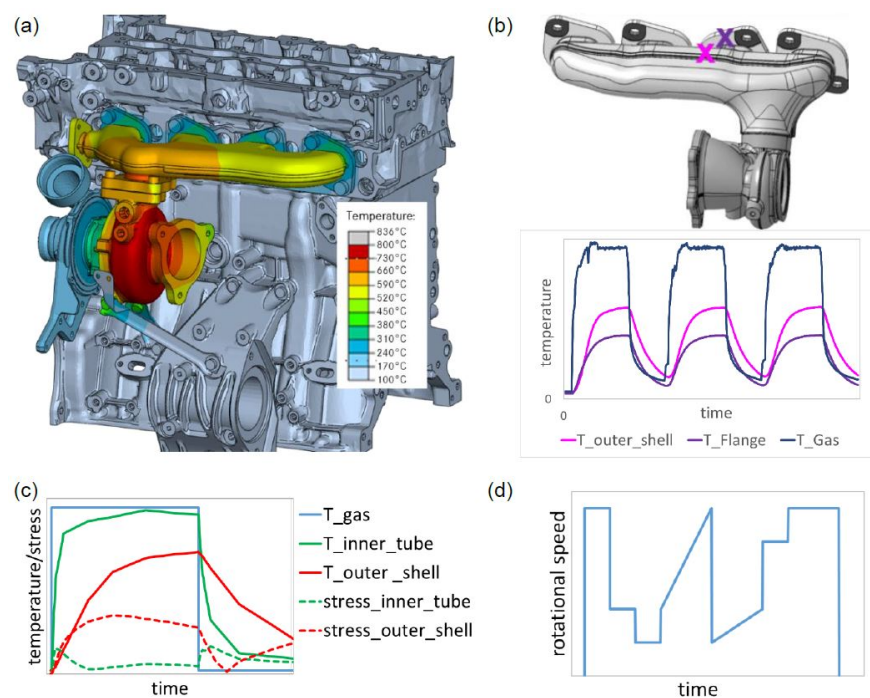 (a)
Temperature:
836°C
800°C
730°C
660°C
590°C
520°C
450°C
380°C
310°C
240°C
170°C
100°C
(b)
X
X
temperature
0
0
time
T_outer_shell
T_Flange
T_Gas
(c)
temperature/stress
time
T_gas
T_inner_tube
T_outer _shell
stress_inner_tube
stress_outer_shell
(d)
rotational speed
time